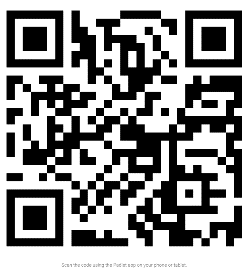 Scan the code using the Padlet app on your phone or tablet.